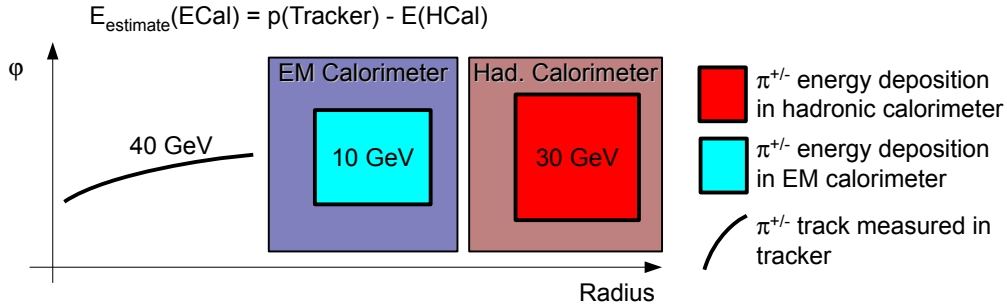 E_estimate(ECal) = p(Tracker) - E(HCal)
φ
EM Calorimeter
Had. Calorimeter
40 GeV
10 GeV
30 GeV
π+/- energy deposition
in hadronic calorimeter
π+/- energy deposition
in EM calorimeter
π+/- track measured in
tracker
Radius